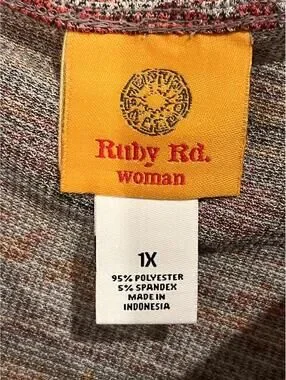 Ruby Rd.
woman
1X
95% POLYESTER
5% SPANDEX
MADE IN
INDONESIA